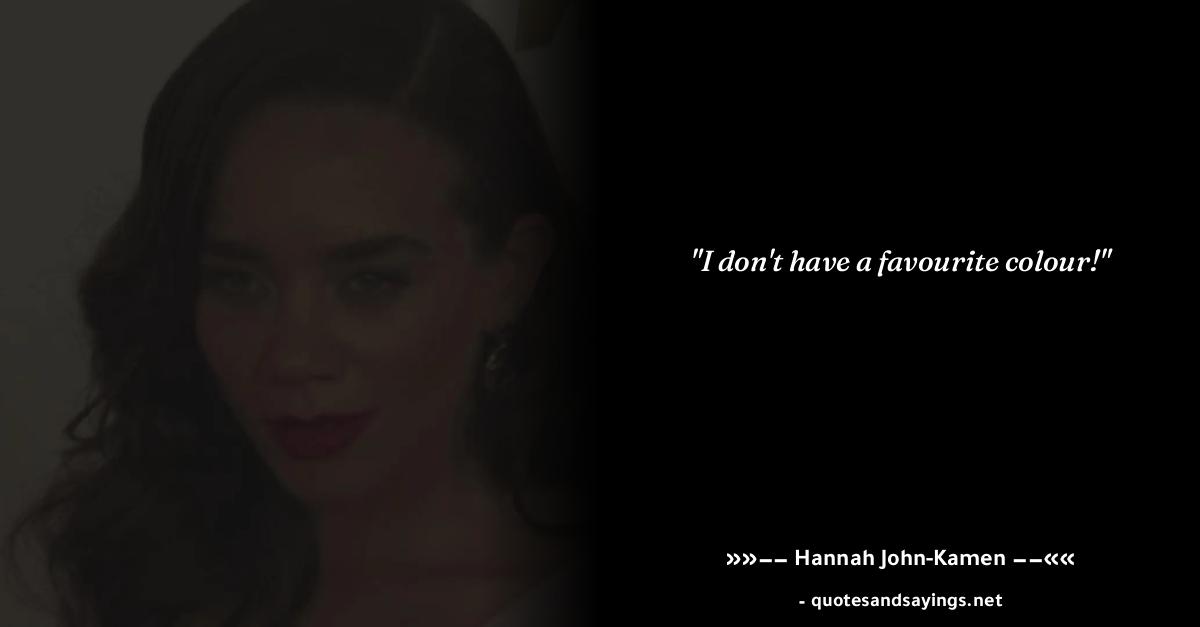 "I don't have a favourite colour!"
»»−− Hannah John-Kamen −−««
- quotesandsayings.net